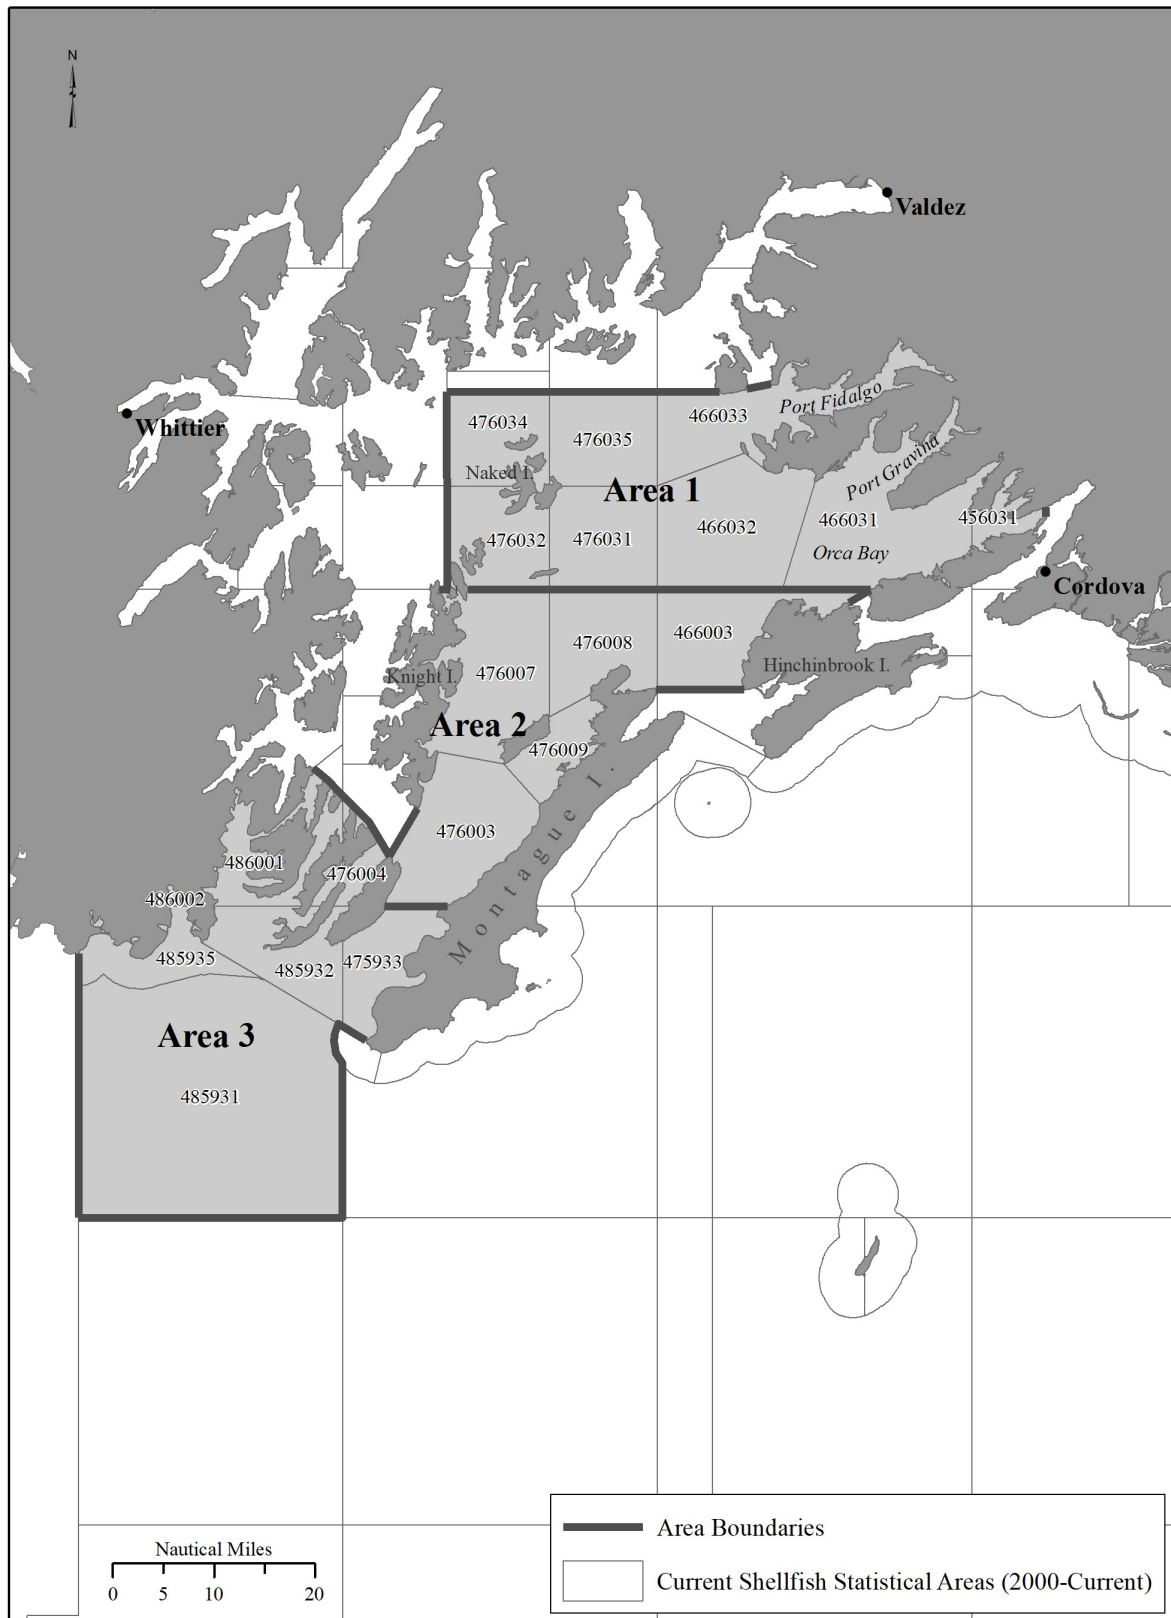 N
Valdez
Port Fidalgo
Whittier
476034
466033
476035
Port Gravina
Naked I.
Area 1
476032
476031
466032
466031
456031
Orca Bay
Cordova
476008
466003
Hinchinbrook I.
Knight I.
476007
Area 2
476009
476003
Montague I.
486001
476004
486002
485935
485932
475933
Area 3
485931
Nautical Miles
0 5 10 20
Area Boundaries
Current Shellfish Statistical Areas (2000-Current)